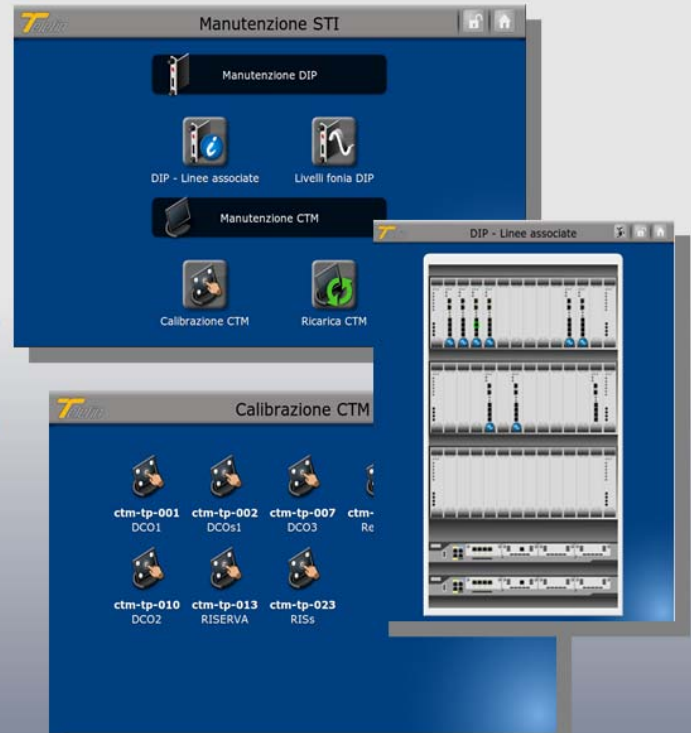 Manutenzione STI
Manutenzione DIP
DIP - Linee associate
Livelli fonia DIP
Manutenzione CTM
Calibrazione CTM
Ricarica CTM
DIP - Linee associate
Calibrazione CTM
ctm-tp-001
ctm-tp-002
ctm-tp-007
ctm-
DCO1
DCOs1
DCO3
Re
ctm-tp-010
ctm-tp-013
ctm-tp-023
DCO2
RISERVA
RISs